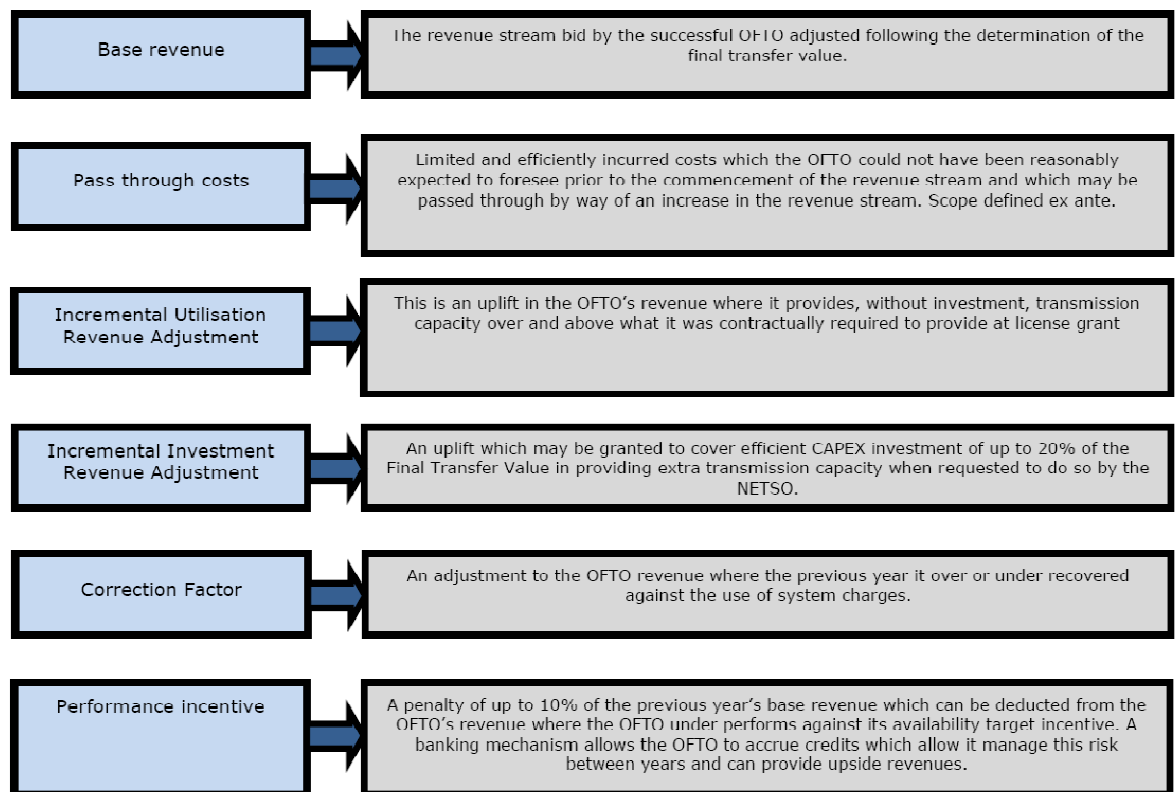 Base revenue
The revenue stream bid by the successful OFTO adjusted following the determination of the
final transfer value.
Pass through costs
Limited and efficiently incurred costs which the OFTO could not have been reasonably
expected to foresee prior to the commencement of the revenue stream and which may be
passed through by way of an increase in the revenue stream. Scope defined ex ante.
Incremental Utilisation
Revenue Adjustment
This is an uplift in the OFTO's revenue where it provides, without investment, transmission
capacity over and above what it was contractually required to provide at license grant
Incremental Investment
Revenue Adjustment
An uplift which may be granted to cover efficient CAPEX investment of up to 20% of the
Final Transfer Value in providing extra transmission capacity when requested to do so by the
NETSO.
Correction Factor
An adjustment to the OFTO revenue where the previous year it over or under recovered
against the use of system charges.
Performance incentive
A penalty of up to 10% of the previous year's base revenue which can be deducted from the
OFTO's revenue where the OFTO under performs against its availability target incentive. A
banking mechanism allows the OFTO to accrue credits which allow it manage this risk
between years and can provide upside revenues.